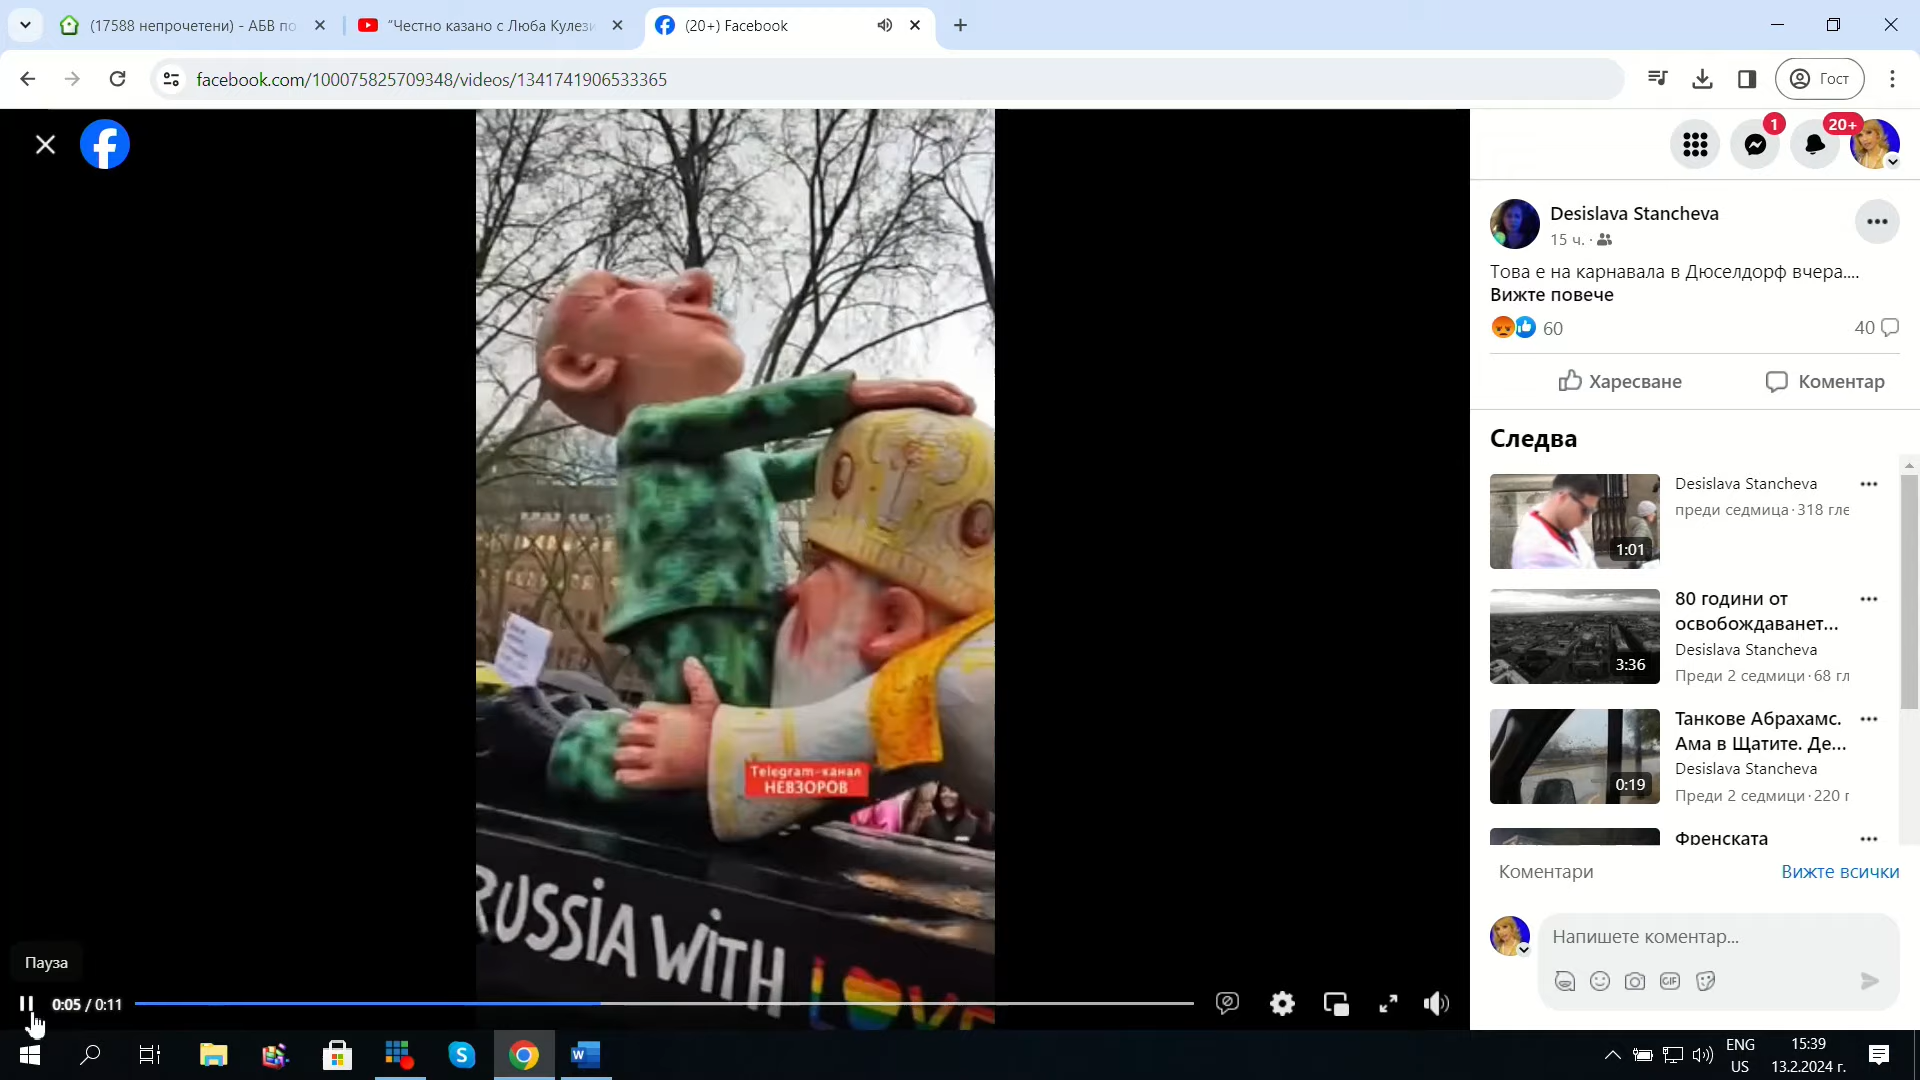 (17588 непрочетени) - АБВ по
“Честно казано с Люба Кулези
(20+) Facebook
facebook.com/100075825709348/videos/1341741906533365
Гост
1
20+
Desislava Stancheva
15 ч.
Това е на карнавала в Дюселдорф вчера....
Вижте повече
60
40
Харесване
Коментар
Следва
Desislava Stancheva
преди седмица · 318 гле
1:01
80 години от
освобождаванет...
Desislava Stancheva
Преди 2 седмици · 68 гл
3:36
Танкове Абрахамс.
Ама в Щатите. Де...
Desislava Stancheva
Преди 2 седмици · 220 г
0:19
Френската
Коментари
Вижте всички
Напишете коментар...
GIF
Telegram-канал
НЕВЗОРОВ
RUSSIA WITH LOVE
Пауза
0:05 / 0:11
ENG
US
15:39
13.2.2024 г.